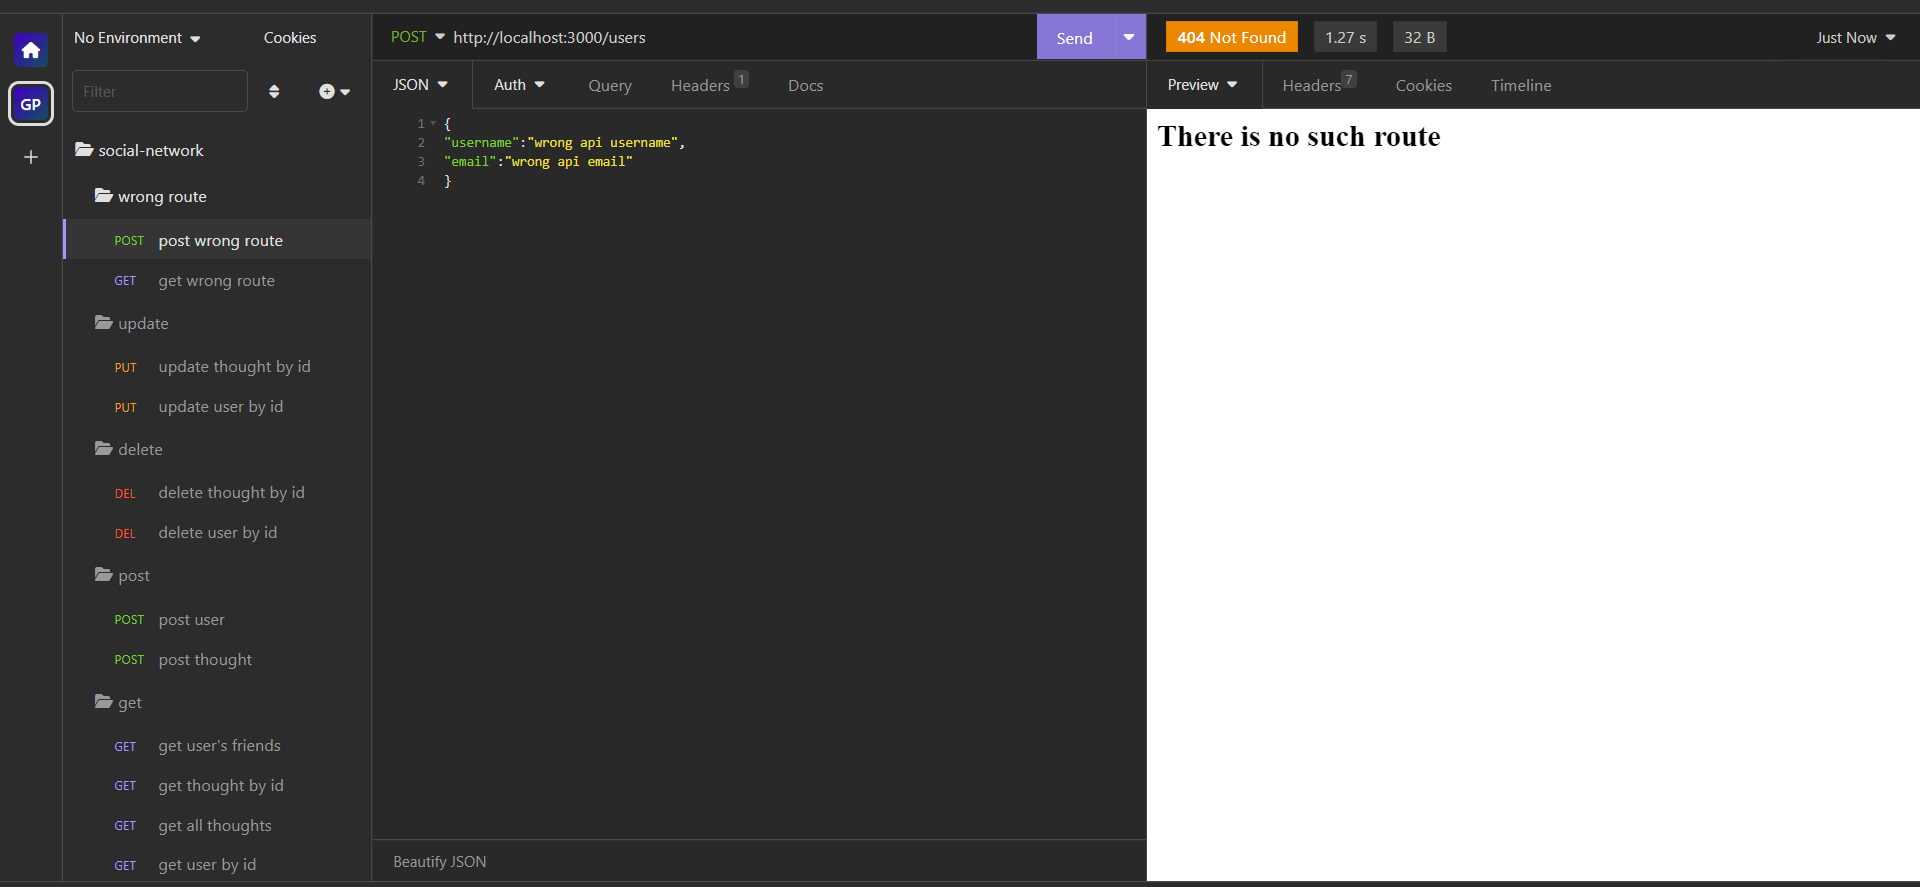 GP
No Environment
Cookies
Filter
social-network
wrong route
POST post wrong route
GET get wrong route
update
PUT update thought by id
PUT update user by id
delete
DEL delete thought by id
DEL delete user by id
post
POST post user
POST post thought
get
GET get user's friends
GET get thought by id
GET get all thoughts
GET get user by id
POST http://localhost:3000/users
Send
JSON
Auth
Query
Headers 1
Docs
1 {
2 "username":"wrong api username",
3 "email":"wrong api email"
4 }
Beautify JSON
404 Not Found
1.27 s
32 B
Just Now
Preview
Headers 7
Cookies
Timeline
There is no such route